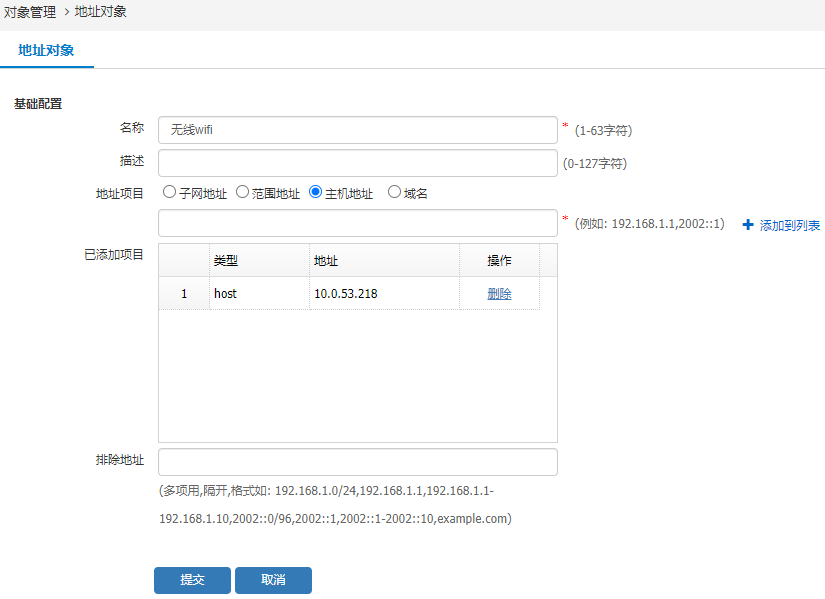 对象管理 > 地址对象
地址对象
基础配置
名称 无线wifi * (1-63字符)
描述 (0-127字符)
地址项目 子网地址 范围地址 主机地址 域名
* (例如: 192.168.1.1,2002::1) + 添加到列表
已添加项目 类型 地址 操作
1 host 10.0.53.218 删除
排除地址
(多项用,隔开,格式如: 192.168.1.0/24,192.168.1.1,192.168.1.1-
192.168.1.10,2002::0/96,2002::1,2002::1-2002::10,example.com)
提交 取消